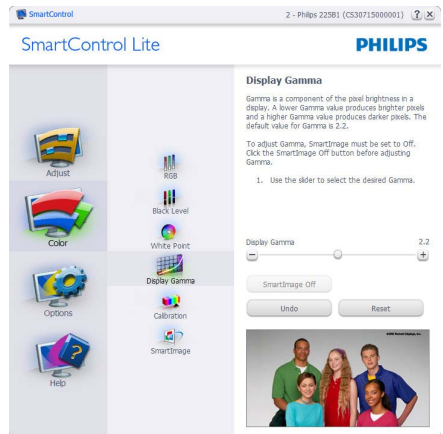 SmartControl
2 - Philips 225B1 (CS30715000001)
? X
SmartControl Lite
PHILIPS
Adjust
Color
Options
Help
RGB
Black Level
White Point
Display Gamma
Calibration
SmartImage
Display Gamma
Gamma is a component of the pixel brightness in a
display. A lower Gamma value produces brighter pixels
and a higher Gamma value produces darker pixels. The
default value for Gamma is 2.2.
To adjust Gamma, SmartImage must be set to Off.
Click the SmartImage Off button before adjusting
Gamma.
1. Use the slider to select the desired Gamma.
Display Gamma
2.2
SmartImage Off
Undo
Reset